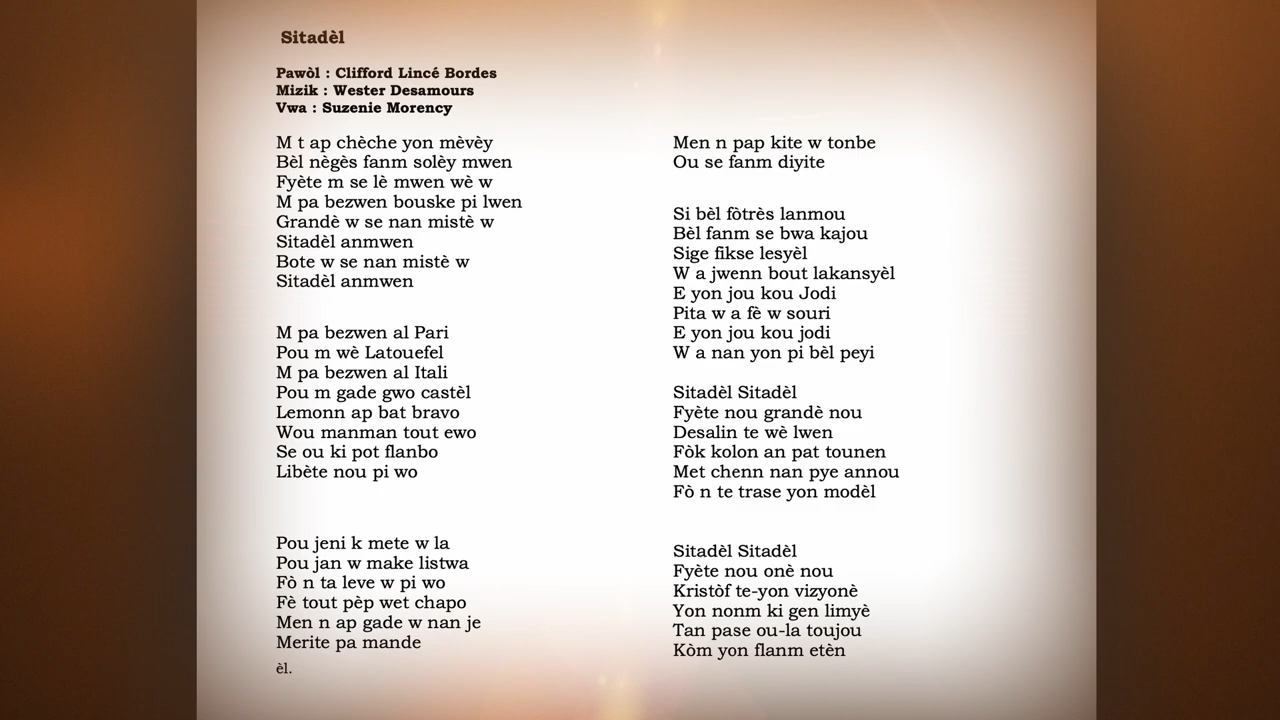 Sitadèl
Pawòl : Clifford Lincé Bordes
Mizik : Wester Desamours
Vwa : Suzenie Morency
M t ap chèche yon mèvèy
Bèl nègès fanm solèy mwen
Fyète m se lè mwen wè w
M pa bezwen bouske pi lwen
Grandè w se nan mistè w
Sitadèl anmwen
Bote w se nan mistè w
Sitadèl anmwen
M pa bezwen al Pari
Pou m wè Latouefel
M pa bezwen al Itali
Pou m gade gwo castèl
Lemonn ap bat bravo
Wou manman tout ewo
Se ou ki pot flanbo
Libète nou pi wo
Pou jeni k mete w la
Pou jan w make listwa
Fò n ta leve w pi wo
Fè tout pèp wet chapo
Men n ap gade w nan je
Merite pa mande
èl.
Men n pap kite w tonbe
Ou se fanm diyite
Si bèl fòtrès lanmou
Bèl fanm se bwa kajou
Sige fikse lesyèl
W a jwenn bout lakansyèl
E yon jou kou Jodi
Pita w a fè w souri
E yon jou kou jodi
W a nan yon pi bèl peyi
Sitadèl Sitadèl
Fyète nou grandè nou
Desalin te wè lwen
Fòk kolon an pat tounen
Met chenn nan pye annou
Fò n te trase yon modèl
Sitadèl Sitadèl
Fyète nou onè nou
Kristòf te-yon vizyonè
Yon nonm ki gen limyè
Tan pase ou-la toujou
Kòm yon flanm etèn